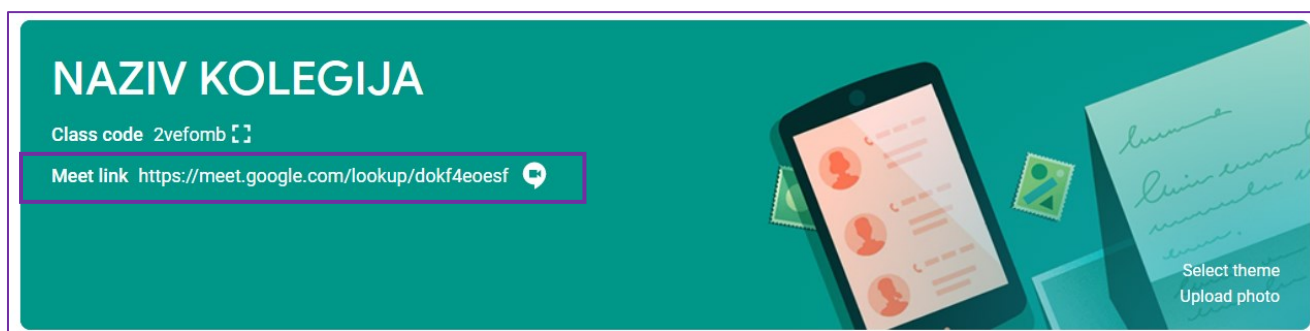 NAZIV KOLEGIJA
Class code 2vefomb
Meet link https://meet.google.com/lookup/dokf4eoesf
Select theme
Upload photo